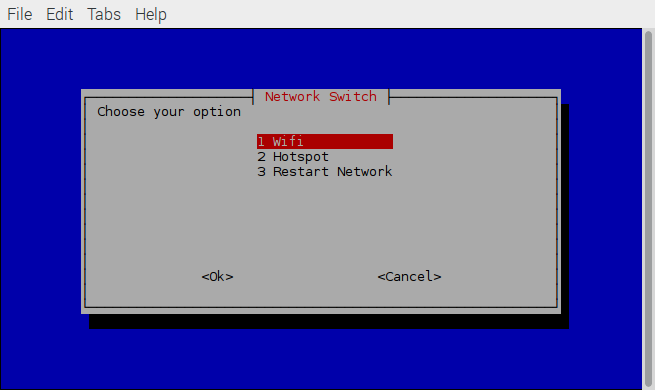 File Edit Tabs Help
Network Switch
Choose your option
1 Wifi
2 Hotspot
3 Restart Network
<Ok> <Cancel>